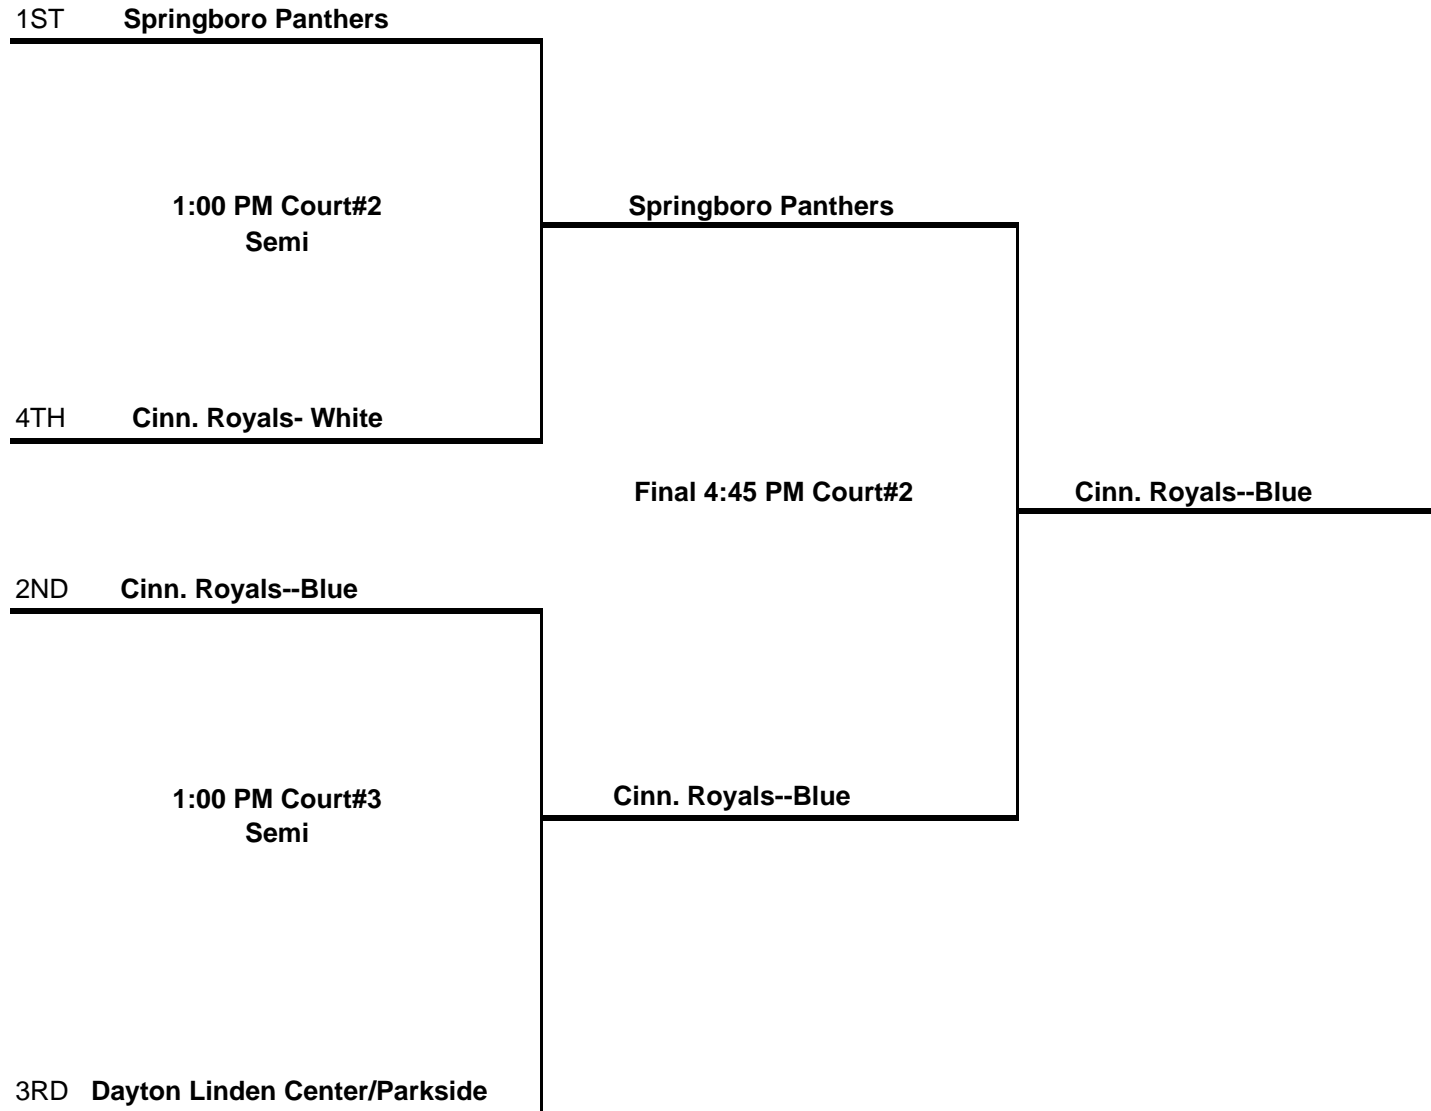 1ST Springboro Panthers
1:00 PM Court#2
Semi
Springboro Panthers
4TH Cinn. Royals- White
Final 4:45 PM Court#2
Cinn. Royals--Blue
2ND Cinn. Royals--Blue
1:00 PM Court#3
Semi
Cinn. Royals--Blue
3RD Dayton Linden Center/Parkside